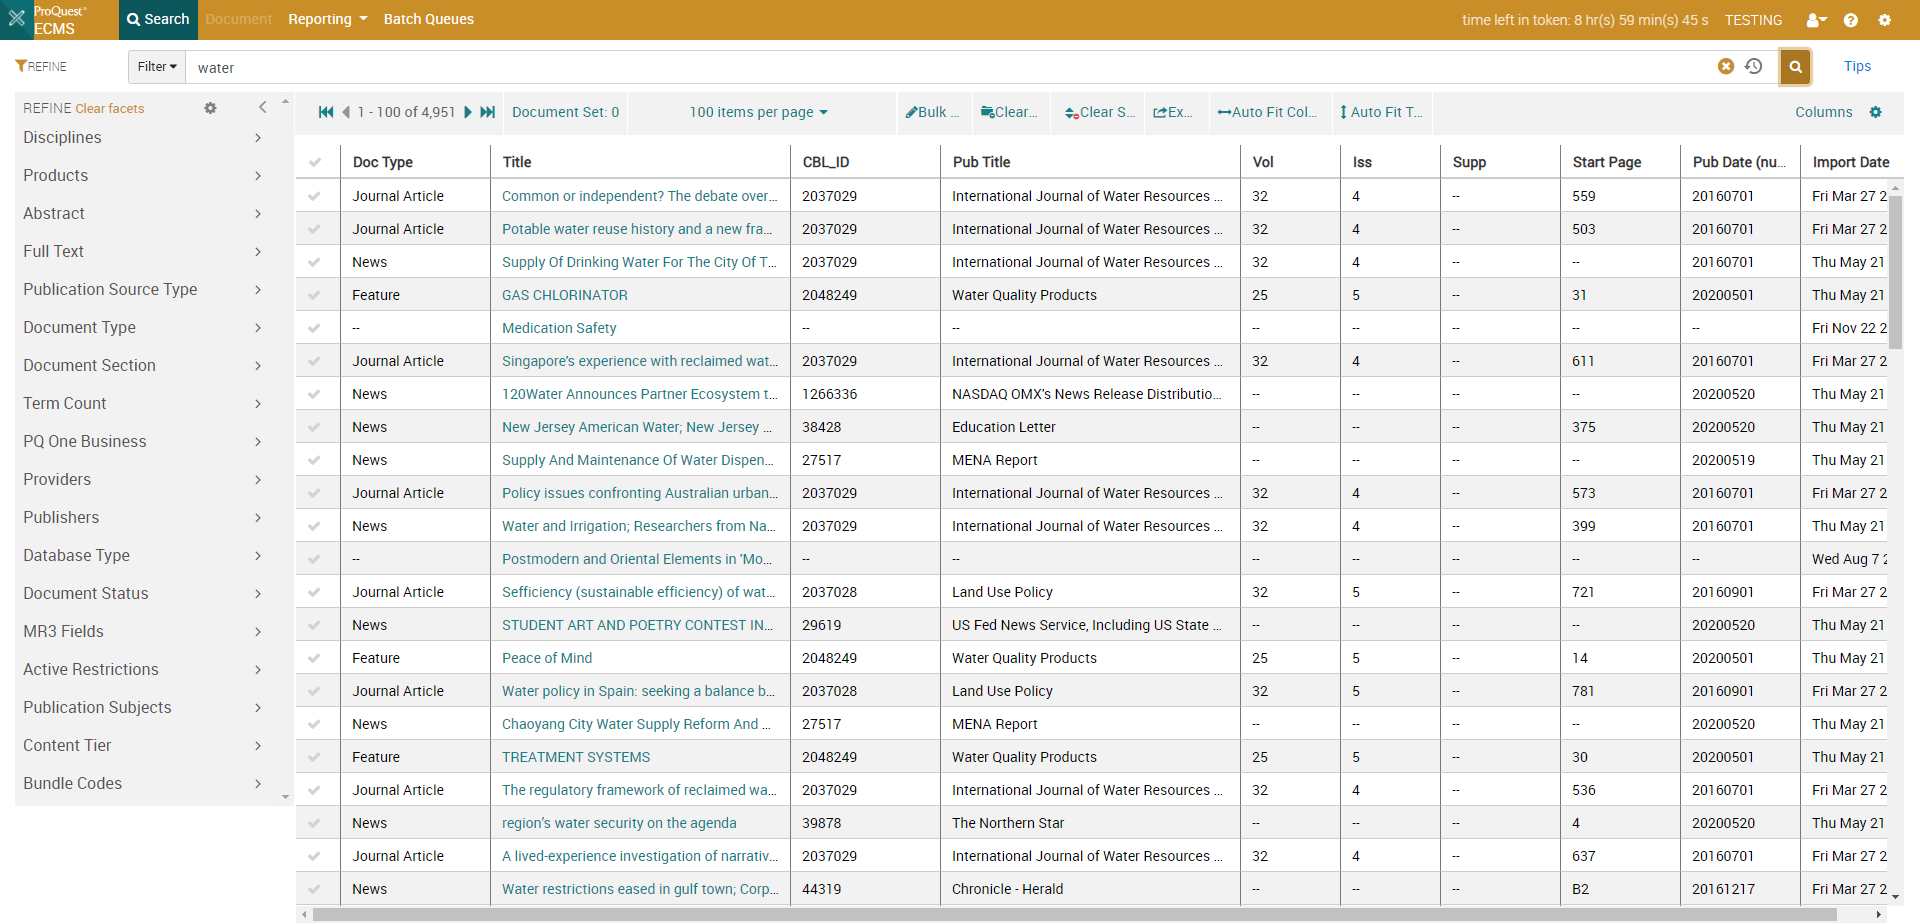 ProQuest® ECMS Search Document Reporting Batch Queues time left in token: 8 hr(s) 59 min(s) 45 s TESTING
REFINE Filter water Tips
REFINE Clear facets
Disciplines
Products
Abstract
Full Text
Publication Source Type
Document Type
Document Section
Term Count
PQ One Business
Providers
Publishers
Database Type
Document Status
MR3 Fields
Active Restrictions
Publication Subjects
Content Tier
Bundle Codes
1 - 100 of 4,951 Document Set: 0 100 items per page Bulk ... Clear... Clear S... Ex... Auto Fit Col... Auto Fit T... Columns
Doc Type Title CBL_ID Pub Title Vol Iss Supp Start Page Pub Date (nu... Import Date
Journal Article Common or independent? The debate over... 2037029 International Journal of Water Resources ... 32 4 -- 559 20160701 Fri Mar 27 2
Journal Article Potable water reuse history and a new fra... 2037029 International Journal of Water Resources ... 32 4 -- 503 20160701 Fri Mar 27 2
News Supply Of Drinking Water For The City Of T... 2037029 International Journal of Water Resources ... 32 4 -- -- 20160701 Thu May 21
Feature GAS CHLORINATOR 2048249 Water Quality Products 25 5 -- 31 20200501 Thu May 21
-- Medication Safety -- -- -- -- -- -- -- Fri Nov 22 2
Journal Article Singapore's experience with reclaimed wat... 2037029 International Journal of Water Resources ... 32 4 -- 611 20160701 Fri Mar 27 2
News 120Water Announces Partner Ecosystem t... 1266336 NASDAQ OMX's News Release Distributio... -- -- -- -- 20200520 Thu May 21
News New Jersey American Water; New Jersey ... 38428 Education Letter -- -- -- 375 20200520 Thu May 21
News Supply And Maintenance Of Water Dispen... 27517 MENA Report -- -- -- -- 20200519 Thu May 21
Journal Article Policy issues confronting Australian urban... 2037029 International Journal of Water Resources ... 32 4 -- 573 20160701 Fri Mar 27 2
News Water and Irrigation; Researchers from Na... 2037029 International Journal of Water Resources ... 32 4 -- 399 20160701 Fri Mar 27 2
-- Postmodern and Oriental Elements in 'Mo... -- -- -- -- -- -- -- Wed Aug 7 2
Journal Article Sefficiency (sustainable efficiency) of wat... 2037028 Land Use Policy 32 5 -- 721 20160901 Fri Mar 27 2
News STUDENT ART AND POETRY CONTEST IN... 29619 US Fed News Service, Including US State ... -- -- -- -- 20200520 Thu May 21
Feature Peace of Mind 2048249 Water Quality Products 25 5 -- 14 20200501 Thu May 21
Journal Article Water policy in Spain: seeking a balance b... 2037028 Land Use Policy 32 5 -- 781 20160901 Fri Mar 27 2
News Chaoyang City Water Supply Reform And ... 27517 MENA Report -- -- -- -- 20200520 Thu May 21
Feature TREATMENT SYSTEMS 2048249 Water Quality Products 25 5 -- 30 20200501 Thu May 21
Journal Article The regulatory framework of reclaimed wa... 2037029 International Journal of Water Resources ... 32 4 -- 536 20160701 Fri Mar 27 2
News region's water security on the agenda 39878 The Northern Star -- -- -- 4 20200520 Thu May 21
Journal Article A lived-experience investigation of narrativ... 2037029 International Journal of Water Resources ... 32 4 -- 637 20160701 Fri Mar 27 2
News Water restrictions eased in gulf town; Corp... 44319 Chronicle - Herald -- -- -- B2 20161217 Fri Mar 27 2